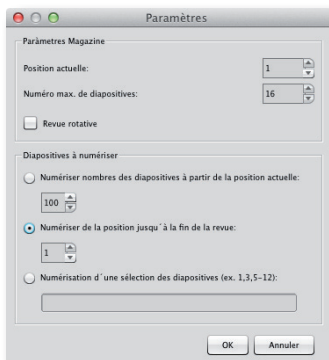 Paramètres
Paràmetres Magazine
Position actuelle:
1
Numéro max. de diapositives:
16
Revue rotative
Diapositives à numériser
Numériser nombres des diapositives à partir de la position actuelle:
100
Numériser de la position jusqu´à la fin de la revue:
1
Numérisation d´une sélection des diapositives (ex. 1,3,5-12):
OK
Annuler